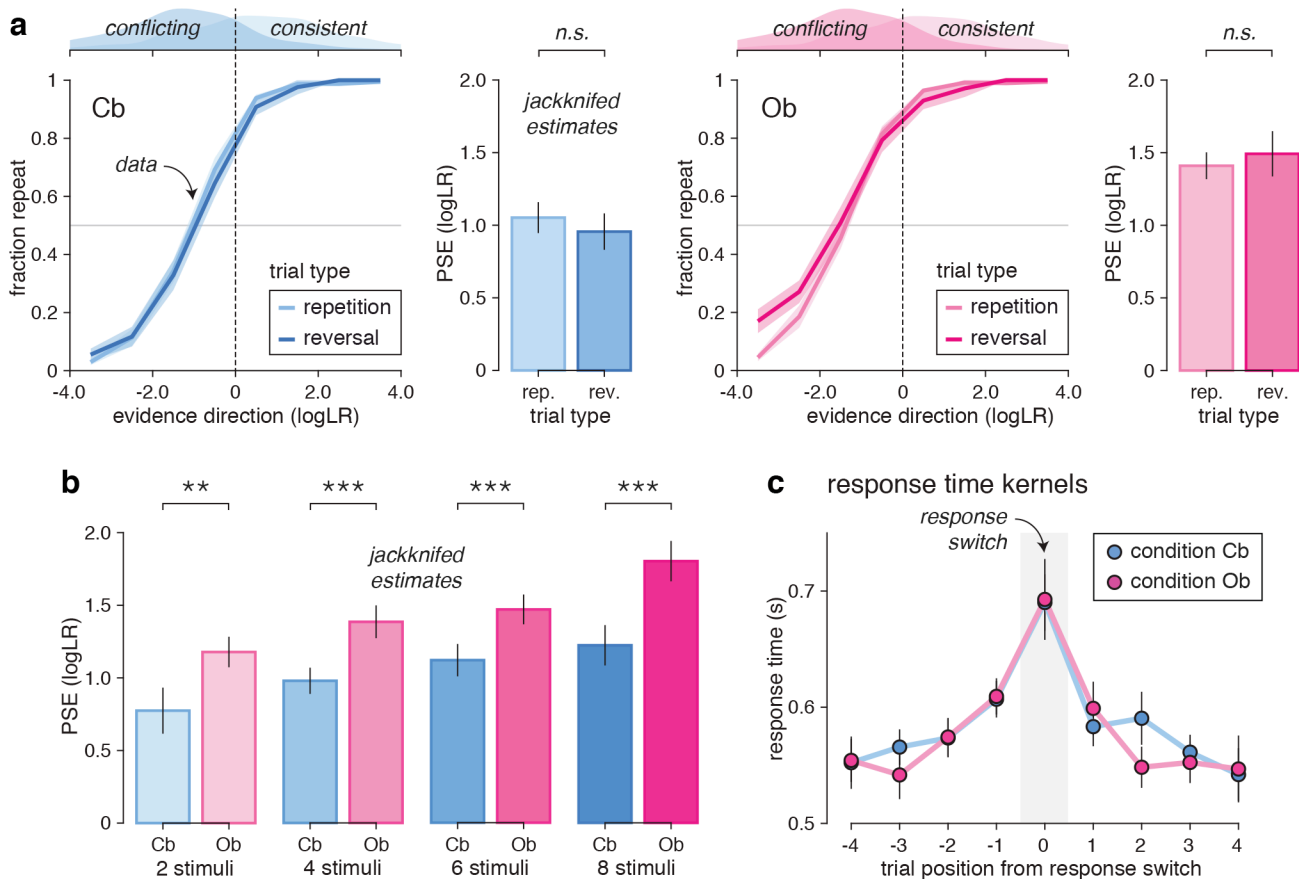 a
conflicting
consistent
Cb
data
fraction repeat
1
0.8
0.6
0.4
0.2
0
-4.0
-2.0
0
2.0
4.0
evidence direction (logLR)
trial type
repetition
reversal
n.s.
jackknifed
estimates
PSE (logLR)
2.0
1.5
1.0
0.5
0
rep.
rev.
trial type
conflicting
consistent
Ob
fraction repeat
1
0.8
0.6
0.4
0.2
0
-4.0
-2.0
0
2.0
4.0
evidence direction (logLR)
trial type
repetition
reversal
n.s.
PSE (logLR)
2.0
1.5
1.0
0.5
0
rep.
rev.
trial type
b
**
***
***
***
jackknifed
estimates
PSE (logLR)
2.0
1.5
1.0
0.5
0
Cb
Ob
Cb
Ob
Cb
Ob
Cb
Ob
2 stimuli
4 stimuli
6 stimuli
8 stimuli
c
response time kernels
response
switch
condition Cb
condition Ob
response time (s)
0.7
0.6
0.5
-4
-3
-2
-1
0
1
2
3
4
trial position from response switch